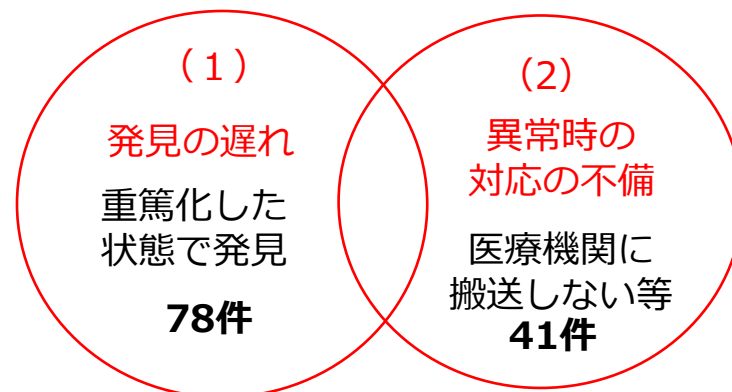 （１）
発見の遅れ
重篤化した
状態で発見
78件
（2）
異常時の
対応の不備
医療機関に
搬送しない等
41件